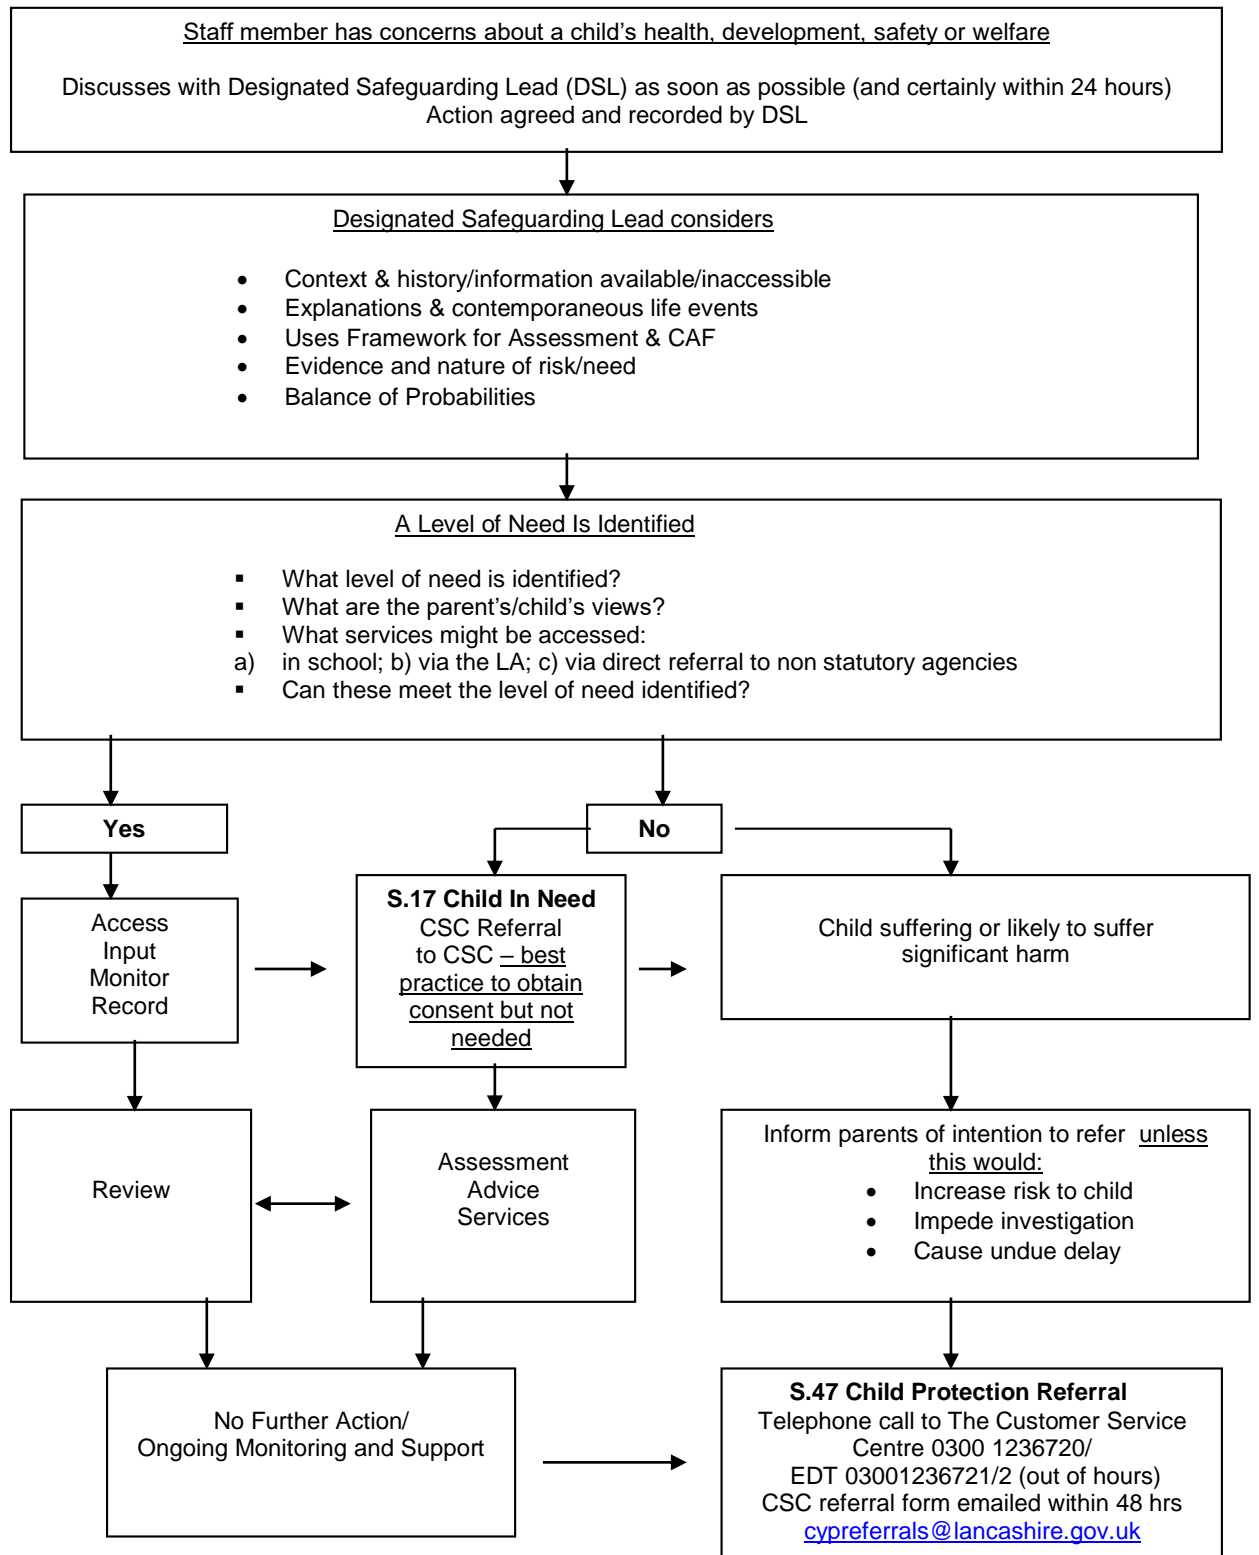 Staff member has concerns about a child's health, development, safety or welfare
Discusses with Designated Safeguarding Lead (DSL) as soon as possible (and certainly within 24 hours)
Action agreed and recorded by DSL
Designated Safeguarding Lead considers
• Context & history/information available/inaccessible
• Explanations & contemporaneous life events
• Uses Framework for Assessment & CAF
• Evidence and nature of risk/need
• Balance of Probabilities
A Level of Need Is Identified
▪ What level of need is identified?
▪ What are the parent's/child's views?
▪ What services might be accessed:
a) in school; b) via the LA; c) via direct referral to non statutory agencies
▪ Can these meet the level of need identified?
Yes
No
Access
Input
Monitor
Record
S.17 Child In Need
CSC Referral
to CSC – best
practice to obtain
consent but not
needed
Child suffering or likely to suffer
significant harm
Review
Assessment
Advice
Services
Inform parents of intention to refer unless
this would:
• Increase risk to child
• Impede investigation
• Cause undue delay
No Further Action/
Ongoing Monitoring and Support
S.47 Child Protection Referral
Telephone call to The Customer Service
Centre 0300 1236720/
EDT 03001236721/2 (out of hours)
CSC referral form emailed within 48 hrs
cypreferrals@lancashire.gov.uk